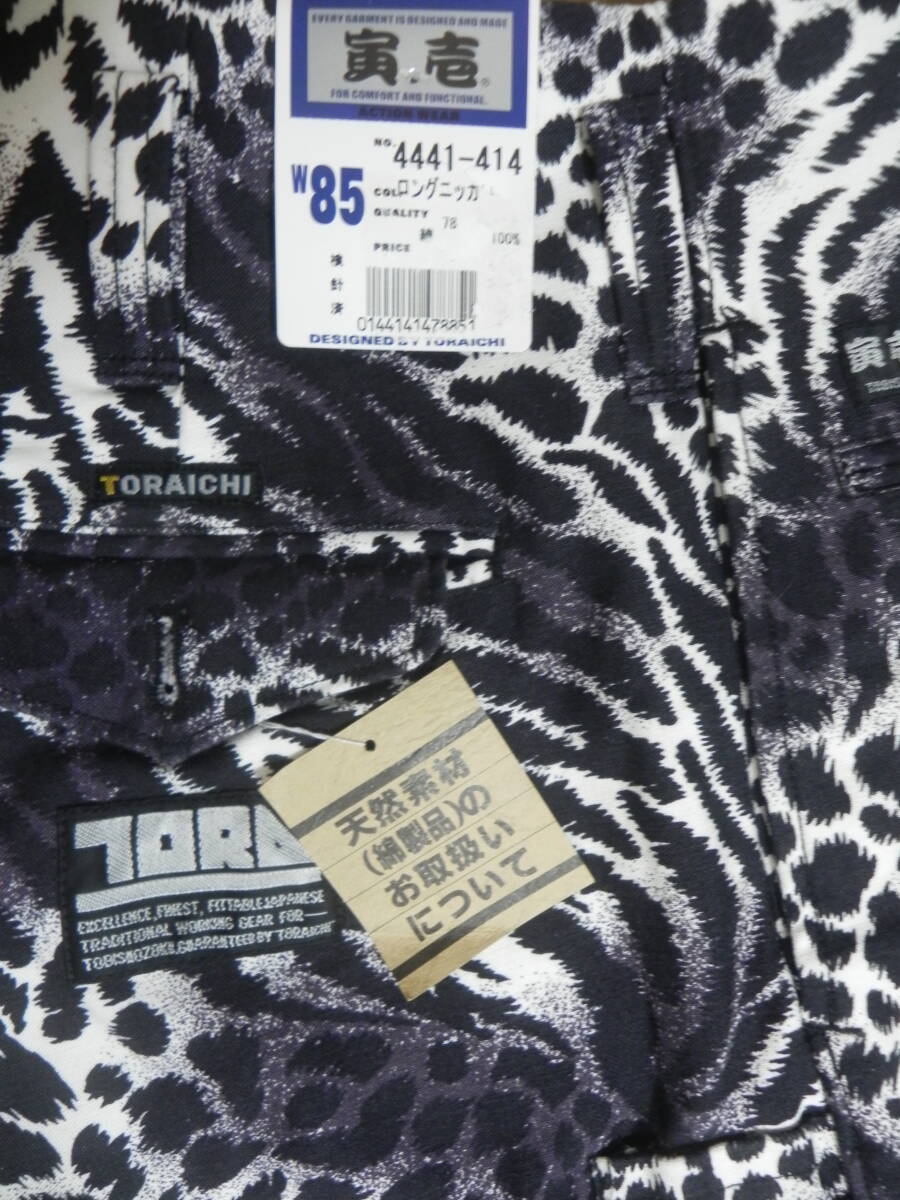 EVERY GARMENT IS DESIGNED AND MADE
寅壱®
FOR COMFORT AND FUNCTIONAL.
ACTION WEAR
NO. 4441-414
W85
COL ロングニッカ
QUALITY 78
綿 100%
PRICE
検
針
済
0144141478851
DESIGNED BY TORAICHI
寅壱
TORAICHI
天然素材
(綿製品)の
お取扱い
について
TORA
EXCELLENCE, FINEST, FITTABLE JAPANESE
TRADITIONAL WORKING GEAR FOR
TOBISHOZOKU, GUARANTEED BY TORAICHI